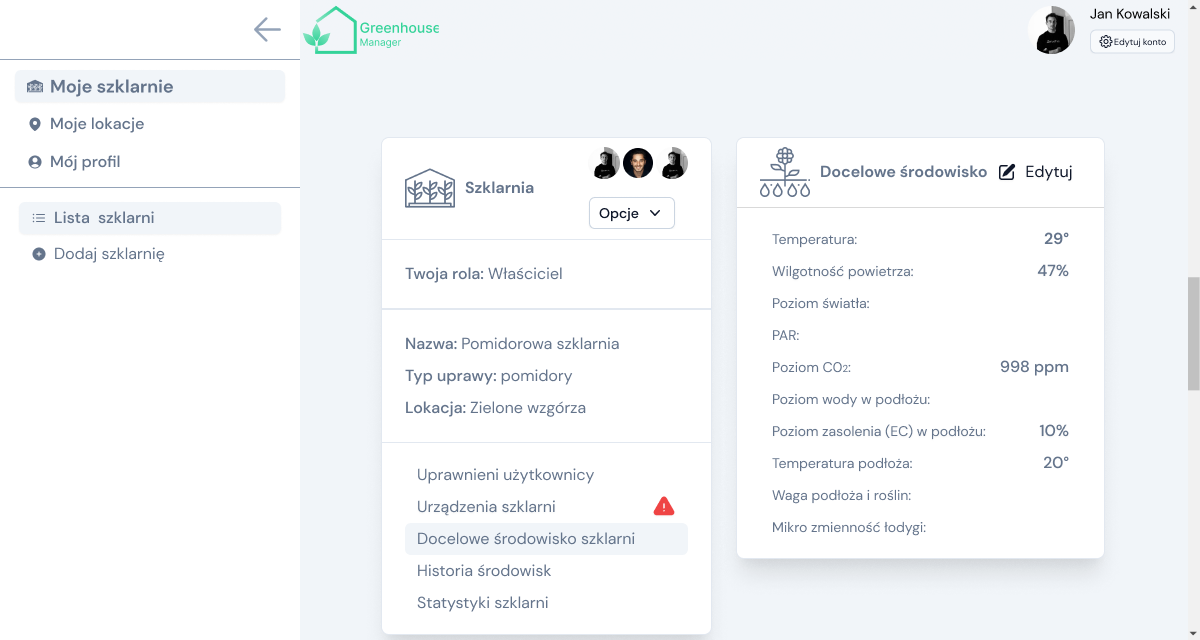 Greenhouse
Manager
Jan Kowalski
Edytuj konto
Moje szklarnie
Moje lokacje
Mój profil
Lista szklarni
Dodaj szklarnię
Szklarnia
Opcje
Twoja rola: Właściciel
Nazwa: Pomidorowa szklarnia
Typ uprawy: pomidory
Lokacja: Zielone wzgórza
Uprawnieni użytkownicy
Urządzenia szklarni
Docelowe środowisko szklarni
Historia środowisk
Statystyki szklarni
Docelowe środowisko Edytuj
Temperatura: 29°
Wilgotność powietrza: 47%
Poziom światła:
PAR:
Poziom CO₂: 998 ppm
Poziom wody w podłożu:
Poziom zasolenia (EC) w podłożu: 10%
Temperatura podłoża: 20°
Waga podłoża i roślin:
Mikro zmienność łodygi: